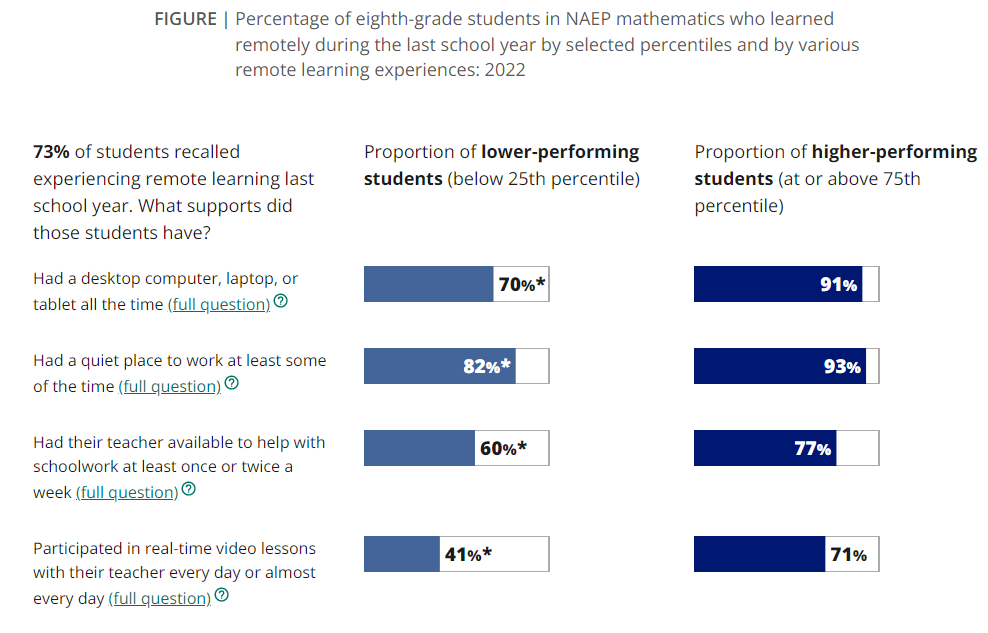 FIGURE | Percentage of eighth-grade students in NAEP mathematics who learned
remotely during the last school year by selected percentiles and by various
remote learning experiences: 2022
73% of students recalled
experiencing remote learning last
school year. What supports did
those students have?
Proportion of lower-performing
students (below 25th percentile)
Proportion of higher-performing
students (at or above 75th
percentile)
Had a desktop computer, laptop, or
tablet all the time (full question) ?
70%*
91%
Had a quiet place to work at least some
of the time (full question) ?
82%*
93%
Had their teacher available to help with
schoolwork at least once or twice a
week (full question) ?
60%*
77%
Participated in real-time video lessons
with their teacher every day or almost
every day (full question) ?
41%*
71%